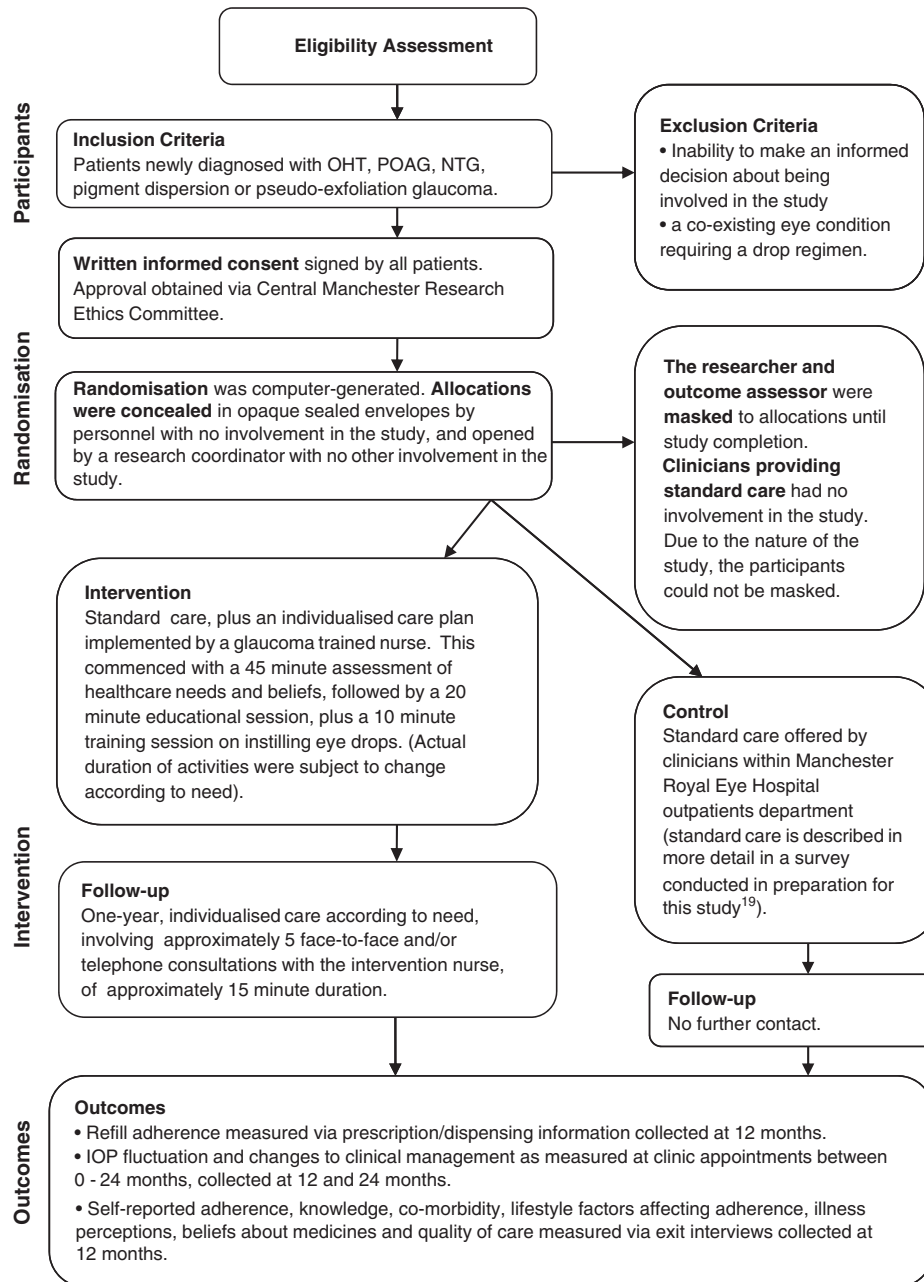 Eligibility Assessment
Participants
Inclusion Criteria
Patients newly diagnosed with OHT, POAG, NTG,
pigment dispersion or pseudo-exfoliation glaucoma.
Exclusion Criteria
• Inability to make an informed
decision about being
involved in the study
• a co-existing eye condition
requiring a drop regimen.
Written informed consent signed by all patients.
Approval obtained via Central Manchester Research
Ethics Committee.
Randomisation
Randomisation was computer-generated. Allocations
were concealed in opaque sealed envelopes by
personnel with no involvement in the study, and opened
by a research coordinator with no other involvement in the
study.
The researcher and
outcome assessor were
masked to allocations until
study completion.
Clinicians providing
standard care had no
involvement in the study.
Due to the nature of the
study, the participants
could not be masked.
Intervention
Intervention
Standard care, plus an individualised care plan
implemented by a glaucoma trained nurse. This
commenced with a 45 minute assessment of
healthcare needs and beliefs, followed by a 20
minute educational session, plus a 10 minute
training session on instilling eye drops. (Actual
duration of activities were subject to change
according to need).
Control
Standard care offered by
clinicians within Manchester
Royal Eye Hospital
outpatients department
(standard care is described in
more detail in a survey
conducted in preparation for
this study19).
Follow-up
One-year, individualised care according to need,
involving approximately 5 face-to-face and/or
telephone consultations with the intervention nurse,
of approximately 15 minute duration.
Follow-up
No further contact.
Outcomes
Outcomes
• Refill adherence measured via prescription/dispensing information collected at 12 months.
• IOP fluctuation and changes to clinical management as measured at clinic appointments between
0 - 24 months, collected at 12 and 24 months.
• Self-reported adherence, knowledge, co-morbidity, lifestyle factors affecting adherence, illness
perceptions, beliefs about medicines and quality of care measured via exit interviews collected at
12 months.